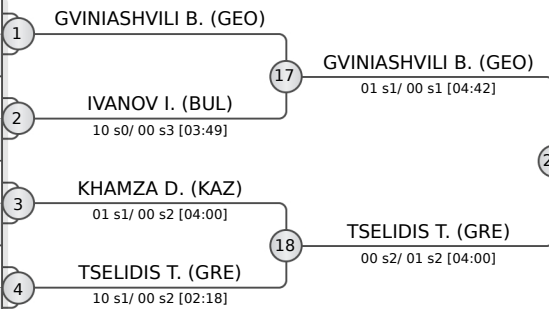 GVINIASHVILI B. (GEO)
1
GVINIASHVILI B. (GEO)
17
01 s1/ 00 s1 [04:42]
IVANOV I. (BUL)
2
10 s0/ 00 s3 [03:49]
KHAMZA D. (KAZ)
3
01 s1/ 00 s2 [04:00]
TSELIDIS T. (GRE)
18
00 s2/ 01 s2 [04:00]
TSELIDIS T. (GRE)
4
10 s1/ 00 s2 [02:18]